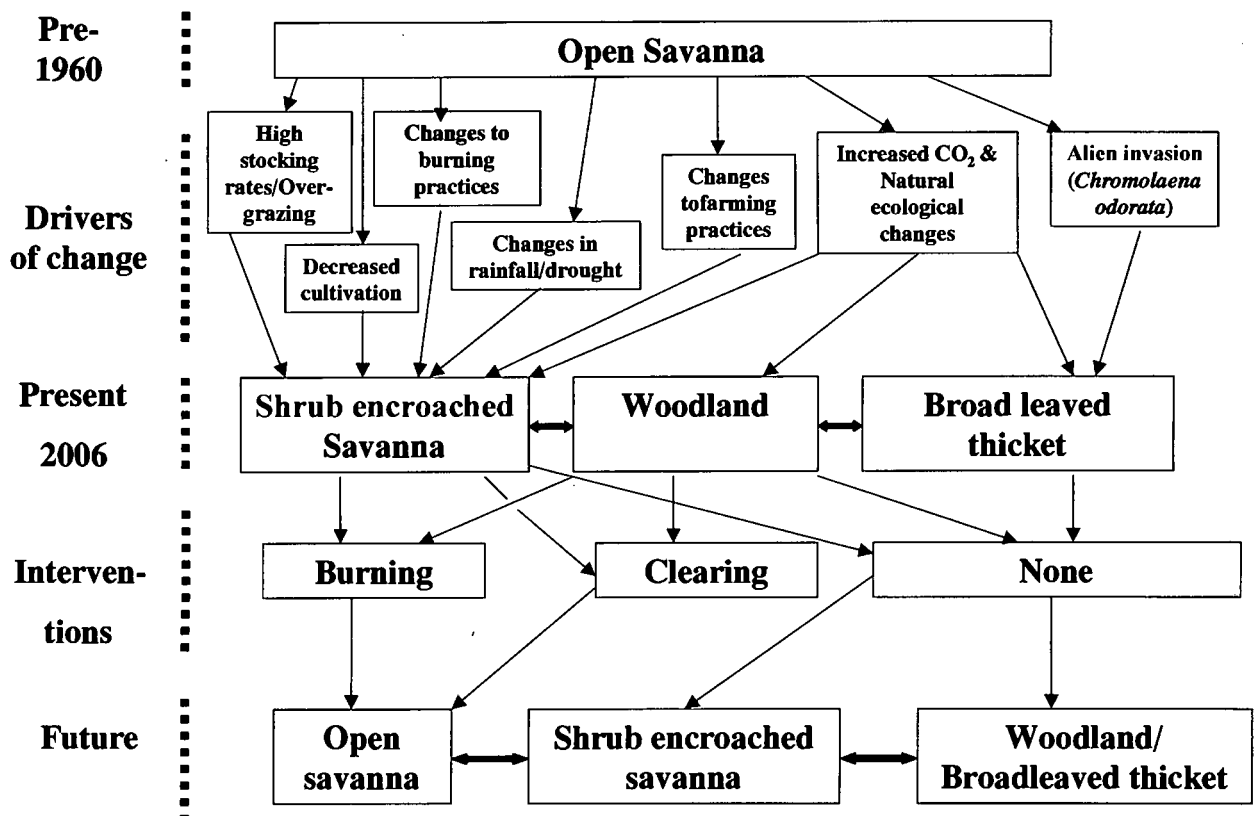 Pre-
1960
Open Savanna
Drivers
of change
High
stocking
rates/Over-
grazing
Decreased
cultivation
Changes to
burning
practices
Changes in
rainfall/drought
Changes
tofarming
practices
Increased CO₂ &
Natural
ecological
changes
Alien invasion
(Chromolaena
odorata)
Present
2006
Shrub encroached
Savanna
Woodland
Broad leaved
thicket
Interven-
tions
Burning
Clearing
None
Future
Open
savanna
Shrub encroached
savanna
Woodland/
Broadleaved thicket